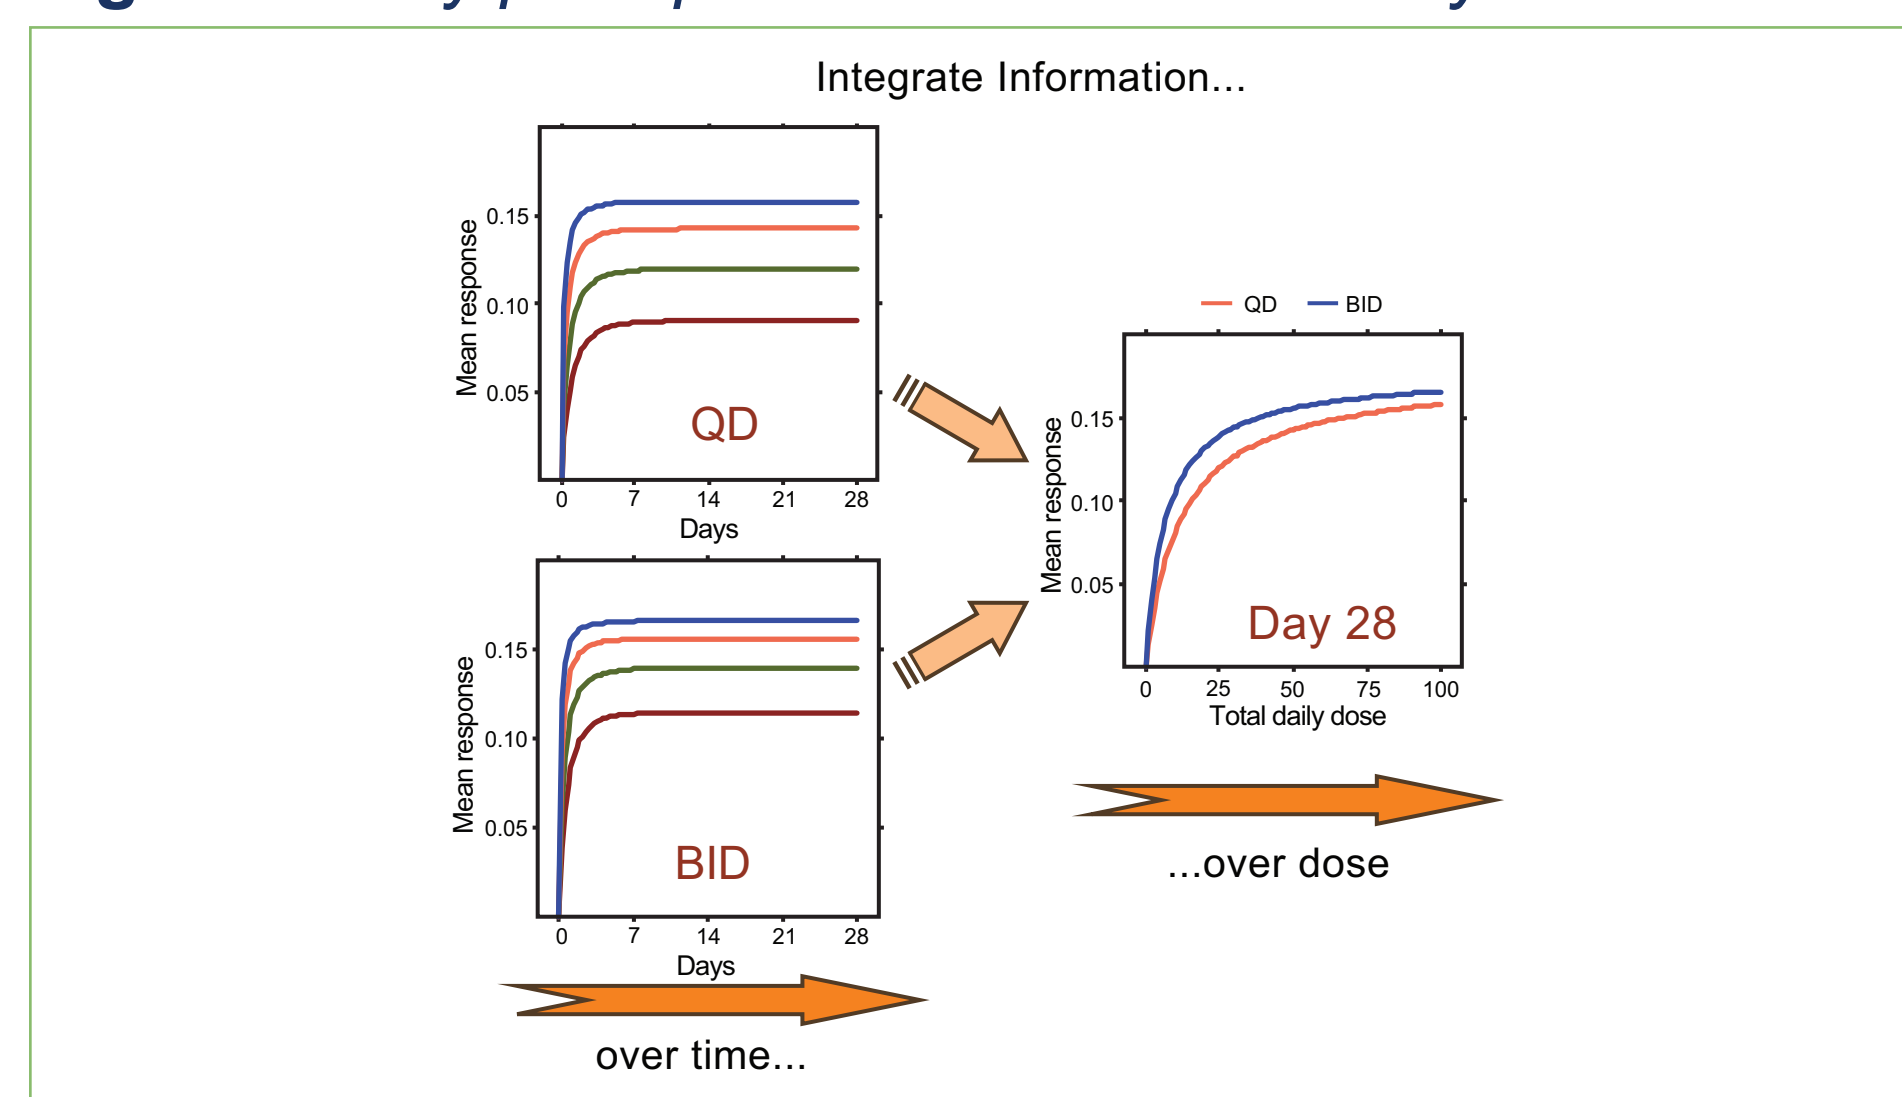 Integrate Information...
Mean response
0.15
0.10
0.05
QD
0 7 14 21 28
Days
Mean response
0.15
0.10
0.05
BID
0 7 14 21 28
Days
over time...
QD BID
Mean response
0.15
0.10
0.05
Day 28
0 25 50 75 100
Total daily dose
...over dose